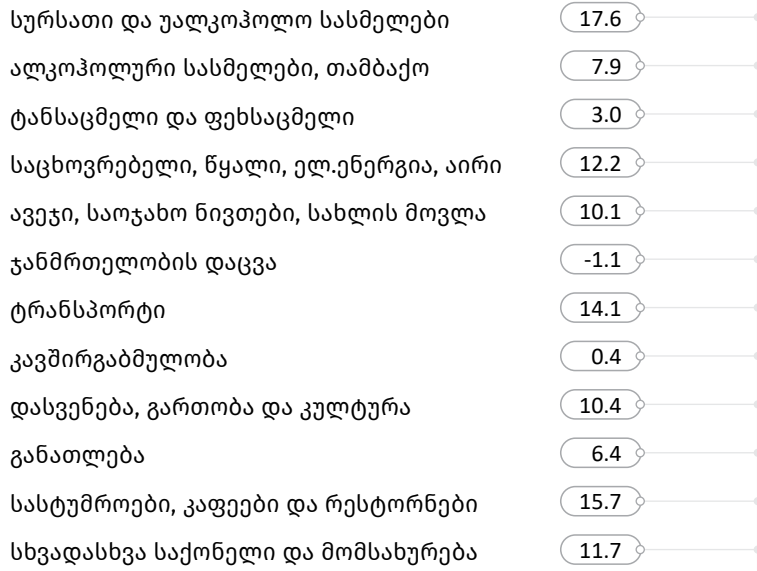 სურსათი და უალკოჰოლო სასმელები 17.6
ალკოჰოლური სასმელები, თამბაქო 7.9
ტანსაცმელი და ფეხსაცმელი 3.0
საცხოვრებელი, წყალი, ელ.ენერგია, აირი 12.2
ავეჯი, საოჯახო ნივთები, სახლის მოვლა 10.1
ჯანმრთელობის დაცვა -1.1
ტრანსპორტი 14.1
კავშირგაბმულობა 0.4
დასვენება, გართობა და კულტურა 10.4
განათლება 6.4
სასტუმროები, კაფეები და რესტორნები 15.7
სხვადასხვა საქონელი და მომსახურება 11.7